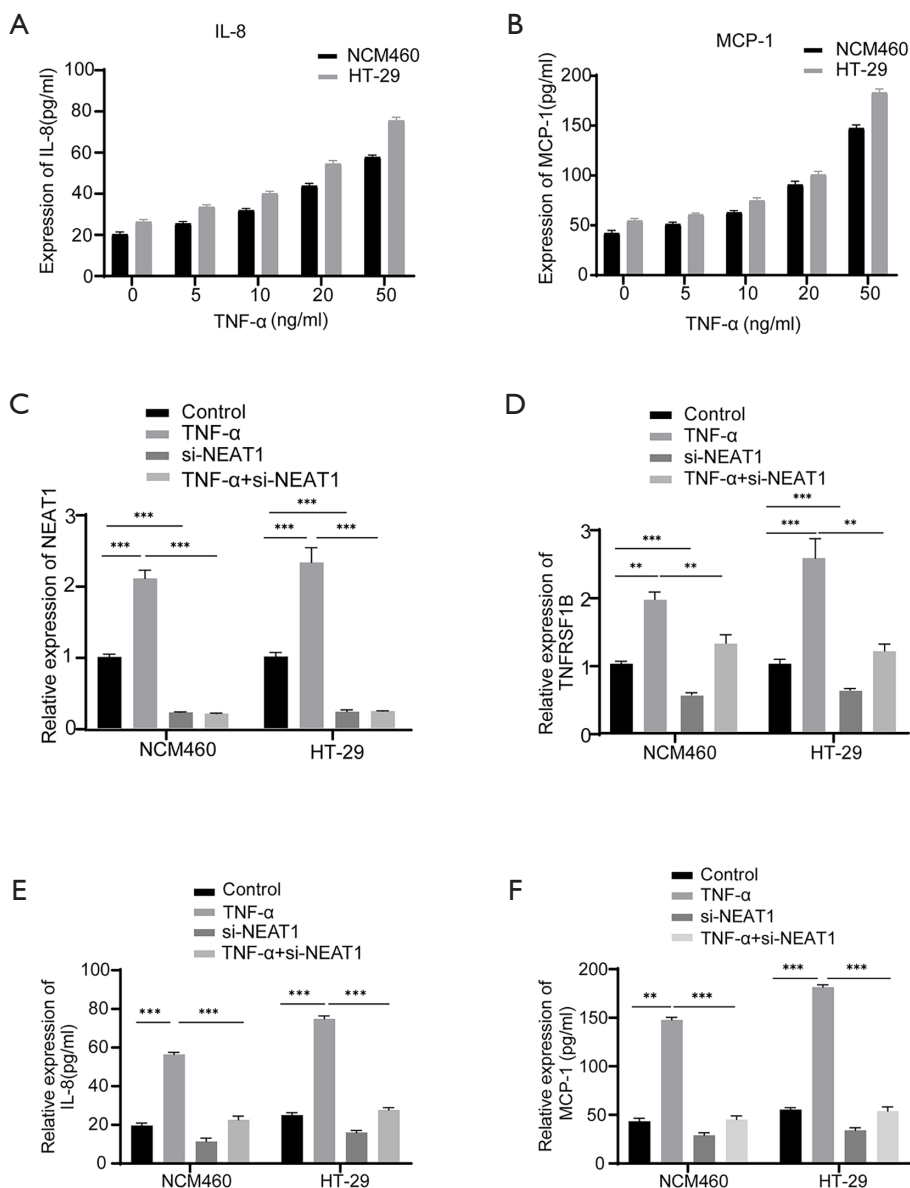 A
IL-8
NCM460
HT-29
Expression of IL-8(pg/ml)
100
80
60
40
20
0
0 5 10 20 50
TNF-α (ng/ml)
B
MCP-1
NCM460
HT-29
Expression of MCP-1(pg/ml)
200
150
100
50
0
0 5 10 20 50
TNF-α (ng/ml)
C
Control
TNF-α
si-NEAT1
TNF-α+si-NEAT1
Relative expression of NEAT1
3
2
1
0
*** ***
*** *** *** ***
NCM460 HT-29
D
Control
TNF-α
si-NEAT1
TNF-α+si-NEAT1
Relative expression of
TNFRSF1B
3
2
1
0
*** ***
** ** *** **
NCM460 HT-29
E
Control
TNF-α
si-NEAT1
TNF-α+si-NEAT1
Relative expression of
IL-8(pg/ml)
100
80
60
40
20
0
*** *** *** ***
NCM460 HT-29
F
Control
TNF-α
si-NEAT1
TNF-α+si-NEAT1
Relative expression of
MCP-1 (pg/ml)
200
150
100
50
0
** *** *** ***
NCM460 HT-29